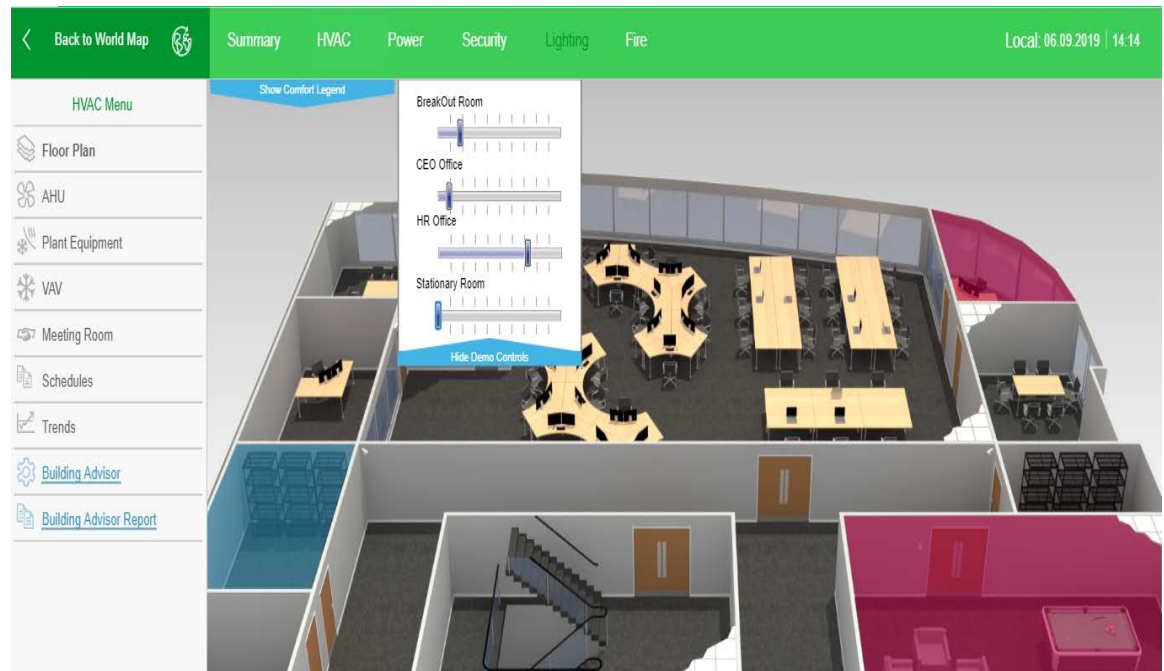 Back to World Map
Summary
HVAC
Power
Security
Lighting
Fire
Local: 06.09.2019 | 14:14
HVAC Menu
Floor Plan
AHU
Plant Equipment
VAV
Meeting Room
Schedules
Trends
Building Advisor
Building Advisor Report
Show Comfort Legend
BreakOut Room
CEO Office
HR Office
Stationary Room
Hide Demo Controls